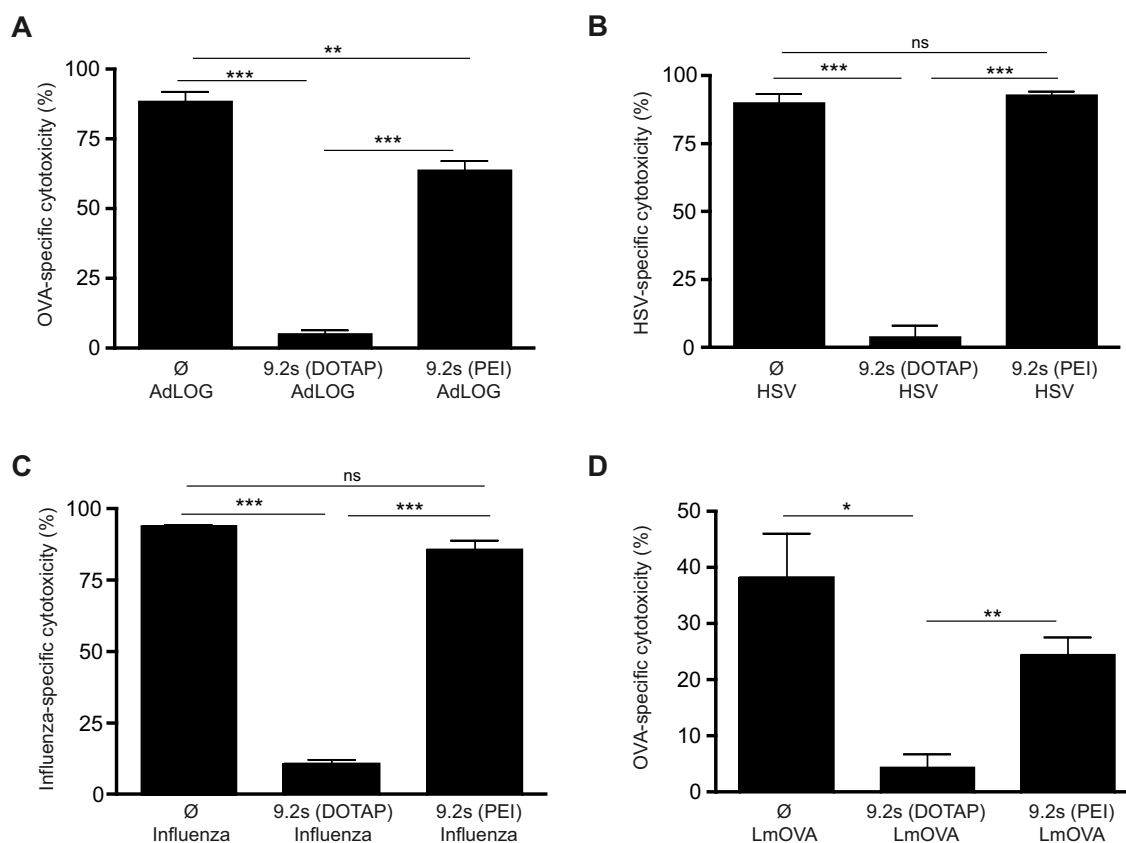 A
OVA-specific cytotoxicity (%)
100
75
50
25
0
**
***
***
Ø 9.2s (DOTAP) 9.2s (PEI)
AdLOG AdLOG AdLOG
B
HSV-specific cytotoxicity (%)
100
75
50
25
0
ns
*** ***
Ø 9.2s (DOTAP) 9.2s (PEI)
HSV HSV HSV
C
Influenza-specific cytotoxicity (%)
100
75
50
25
0
ns
*** ***
Ø 9.2s (DOTAP) 9.2s (PEI)
Influenza Influenza Influenza
D
OVA-specific cytotoxicity (%)
50
40
30
20
10
0
*
**
Ø 9.2s (DOTAP) 9.2s (PEI)
LmOVA LmOVA LmOVA